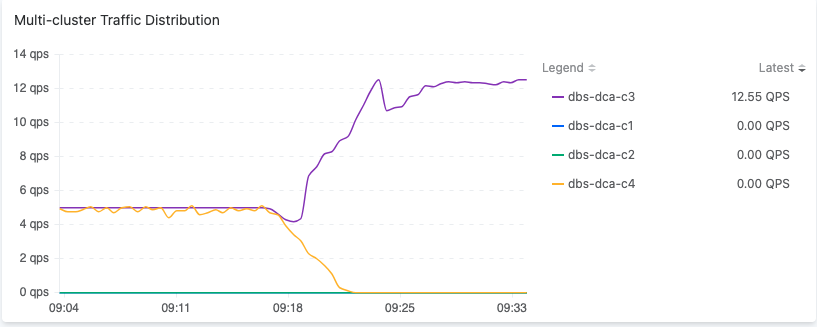 Multi-cluster Traffic Distribution
14 qps
12 qps
10 qps
8 qps
6 qps
4 qps
2 qps
0 qps
09:04 09:11 09:18 09:25 09:33
Legend Latest
dbs-dca-c3 12.55 QPS
dbs-dca-c1 0.00 QPS
dbs-dca-c2 0.00 QPS
dbs-dca-c4 0.00 QPS